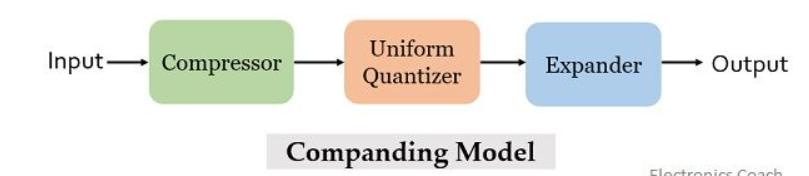 Input
Compressor
Uniform
Quantizer
Expander
Output
Companding Model
Electronics Coach